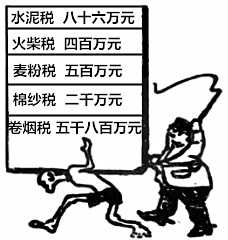 水泥税 八十六万元
火柴税 四百万元
麦粉税 五百万元
棉纱税 二千万元
卷烟税 五千八百万元